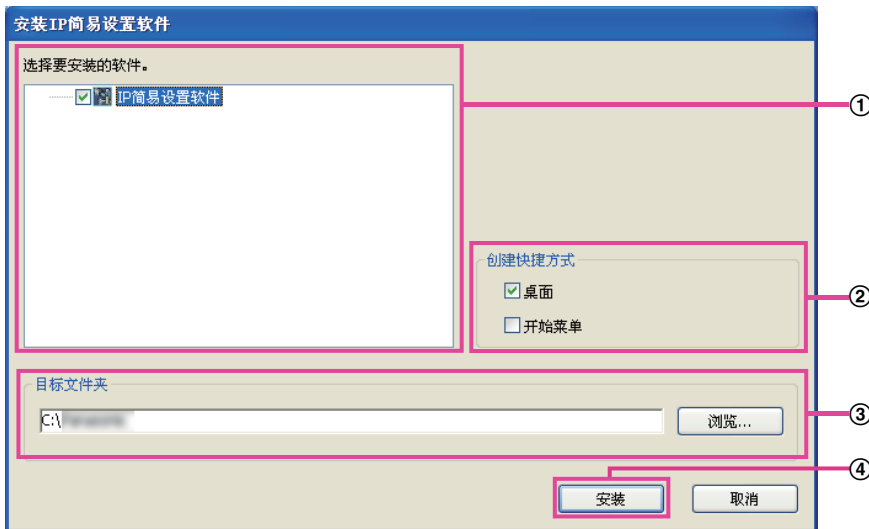 安装IP简易设置软件
选择要安装的软件。
IP简易设置软件
①
创建快捷方式
桌面
开始菜单
②
目标文件夹
C:\
浏览...
③
④
安装
取消